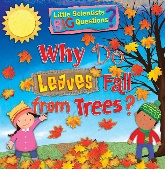 Little Scientists
BIG Questions
Why Do
Leaves Fall
from Trees?